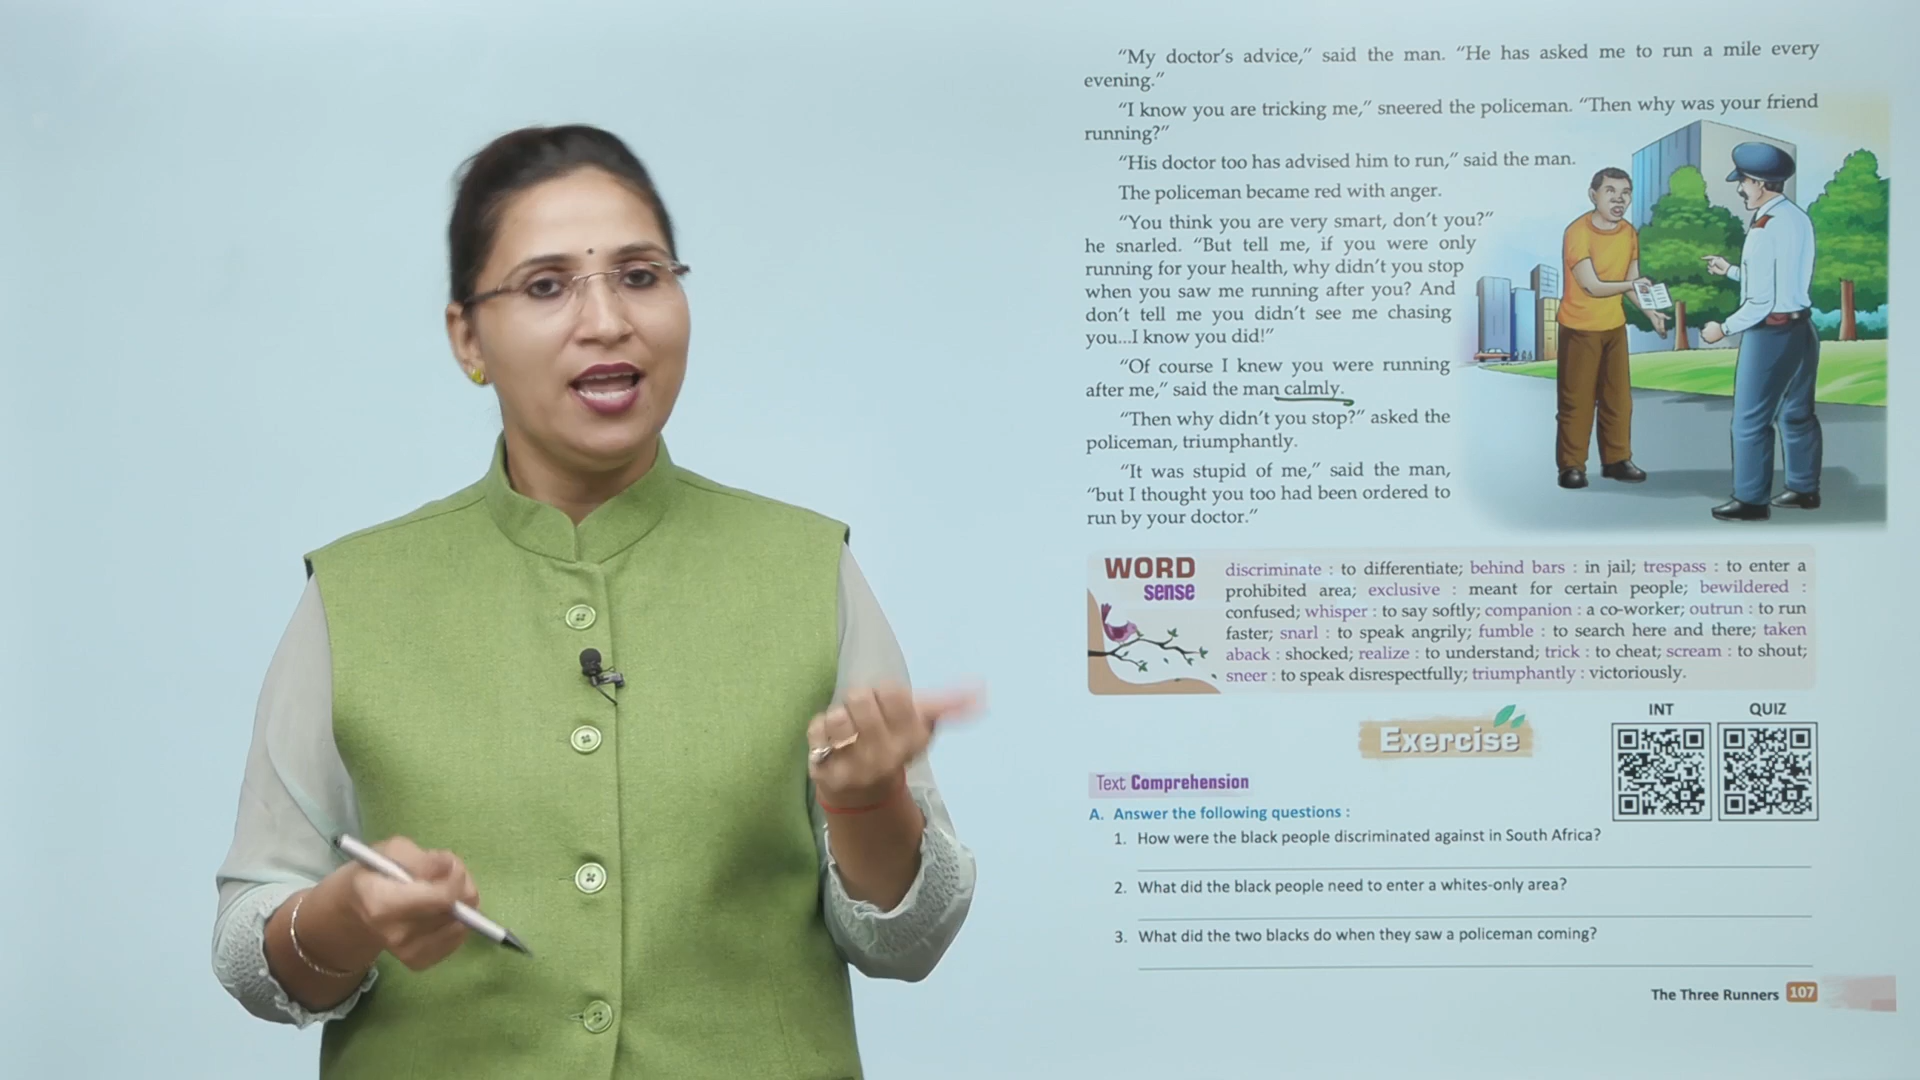 “My doctor’s advice,” said the man. “He has asked me to run a mile every
evening.”
“I know you are tricking me,” sneered the policeman. “Then why was your friend
running?”
“His doctor too has advised him to run,” said the man.
The policeman became red with anger.
“You think you are very smart, don’t you?”
he snarled. “But tell me, if you were only
running for your health, why didn’t you stop
when you saw me running after you? And
don’t tell me you didn’t see me chasing
you...I know you did!”
“Of course I knew you were running
after me,” said the man calmly.
“Then why didn’t you stop?” asked the
policeman, triumphantly.
“It was stupid of me,” said the man,
“but I thought you too had been ordered to
run by your doctor.”
WORD
sense
discriminate : to differentiate; behind bars : in jail; trespass : to enter a
prohibited area; exclusive : meant for certain people; bewildered :
confused; whisper : to say softly; companion : a co-worker; outrun : to run
faster; snarl : to speak angrily; fumble : to search here and there; taken
aback : shocked; realize : to understand; trick : to cheat; scream : to shout;
sneer : to speak disrespectfully; triumphantly : victoriously.
Exercise
INT QUIZ
Text Comprehension
A. Answer the following questions :
1. How were the black people discriminated against in South Africa?
2. What did the black people need to enter a whites-only area?
3. What did the two blacks do when they saw a policeman coming?
The Three Runners 107